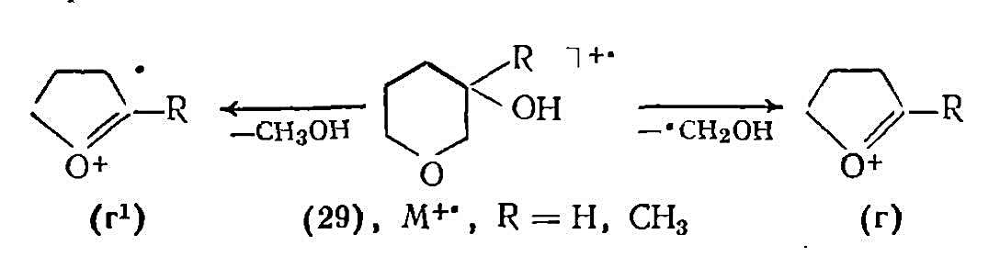 R ⁊+•
OH
R
O+
—CH₃OH
O
—•CH₂OH
R
O+
(г¹) (29), M+•, R = H, CH₃ (г)